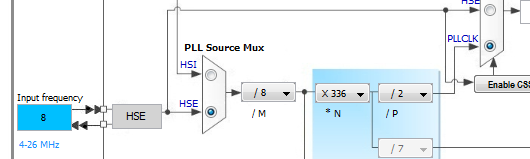 HSE
PLL Source Mux
PLLCLK
HSI
Enable CSS
Input frequency
8
HSE
HSE
/ 8
X 336
/ 2
/ M
* N
/ P
4-26 MHz
/ 7